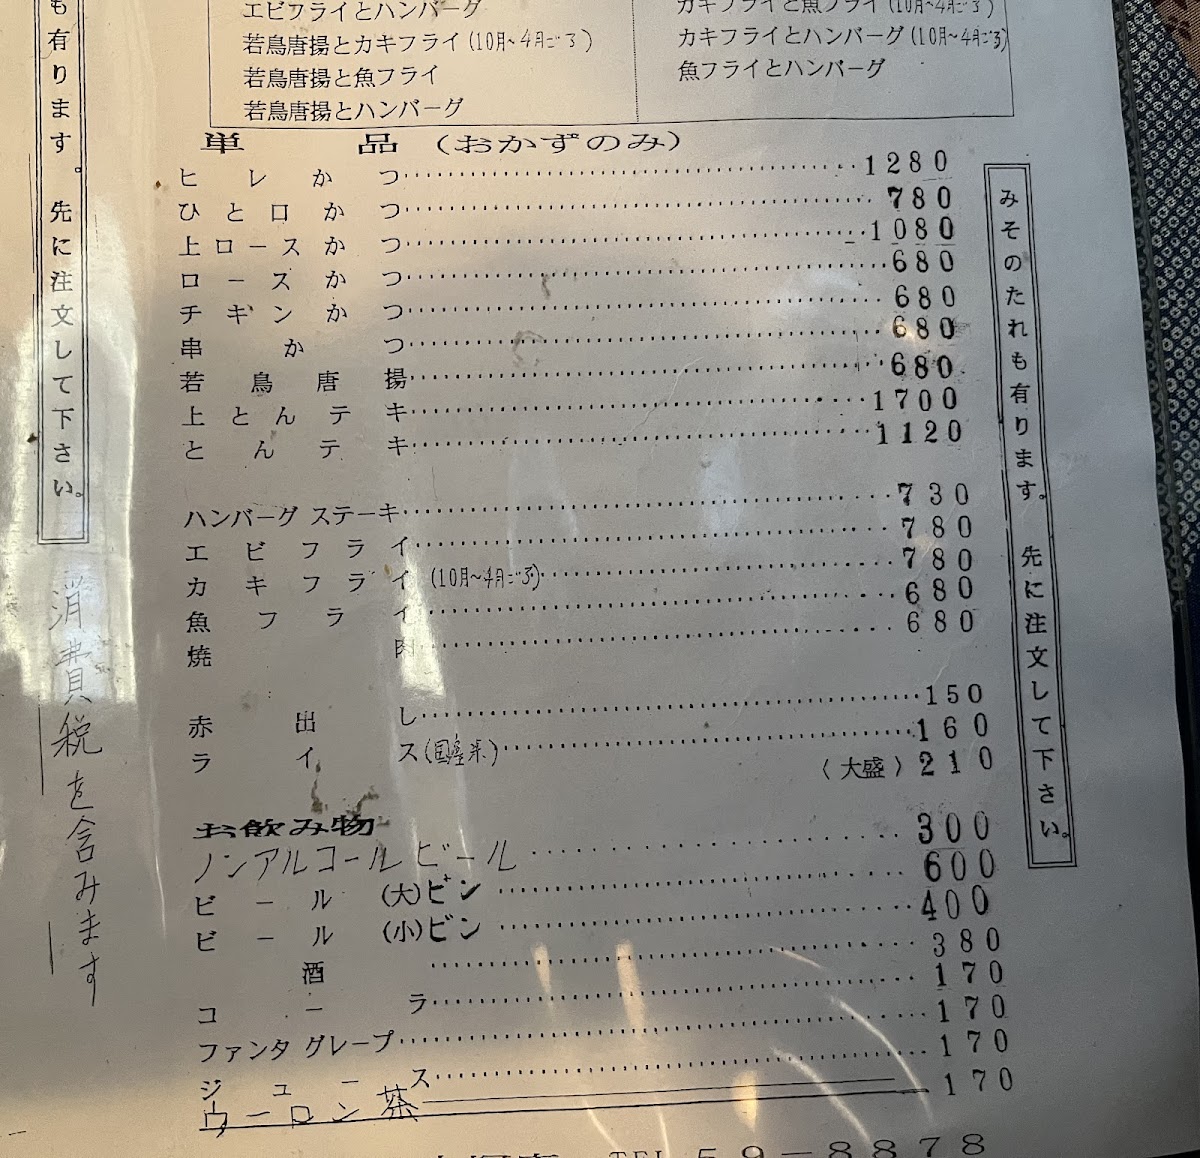 も有ります。先に注文して下さい。
消費税を含みます
エビフライとハンバーグ
若鳥唐揚とカキフライ(10月~4月ごろ)
若鳥唐揚と魚フライ
若鳥唐揚とハンバーグ
カキフライと魚フライ(10月~4月ごろ)
カキフライとハンバーグ(10月~4月ごろ)
魚フライとハンバーグ
単品(おかずのみ)
ヒレかつ 1280
ひと口かつ 780
上ロースかつ 1080
ロースかつ 680
チキンかつ 680
串かつ 680
若鳥唐揚 680
上とんテキ 1700
とんテキ 1120
ハンバーグステーキ 730
エビフライ 780
カキフライ(10月~4月ごろ) 780
魚フライ 680
焼肉 680
赤出し 150
ライス(国産米) 160
〈大盛〉 210
お飲み物
ノンアルコールビール 300
ビール(大)ビン 600
ビール(小)ビン 400
酒 380
コーラ 170
ファンタグレープ 170
ジュース 170
ウーロン茶 170
TEL 59-8878
みそのたれも有ります。先に注文して下さい。